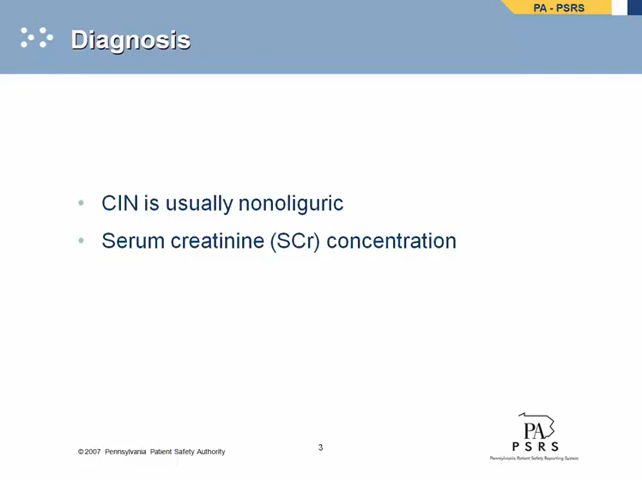 PA - PSRS
Diagnosis
• CIN is usually nonoliguric
• Serum creatinine (SCr) concentration
© 2007 Pennsylvania Patient Safety Authority
3
PA
PSRS
Pennsylvania Patient Safety Reporting System